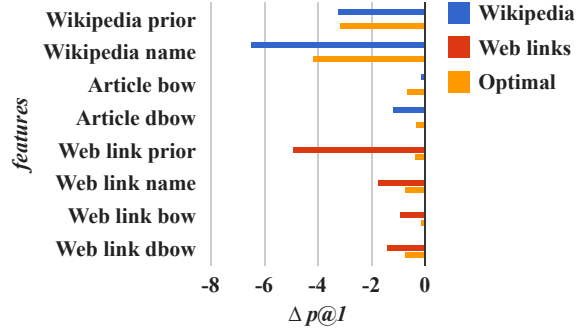 Wikipedia prior
Wikipedia name
Article bow
Article dbow
Web link prior
Web link name
Web link bow
Web link dbow
features
-8 -6 -4 -2 0
Δ p@1
Wikipedia
Web links
Optimal